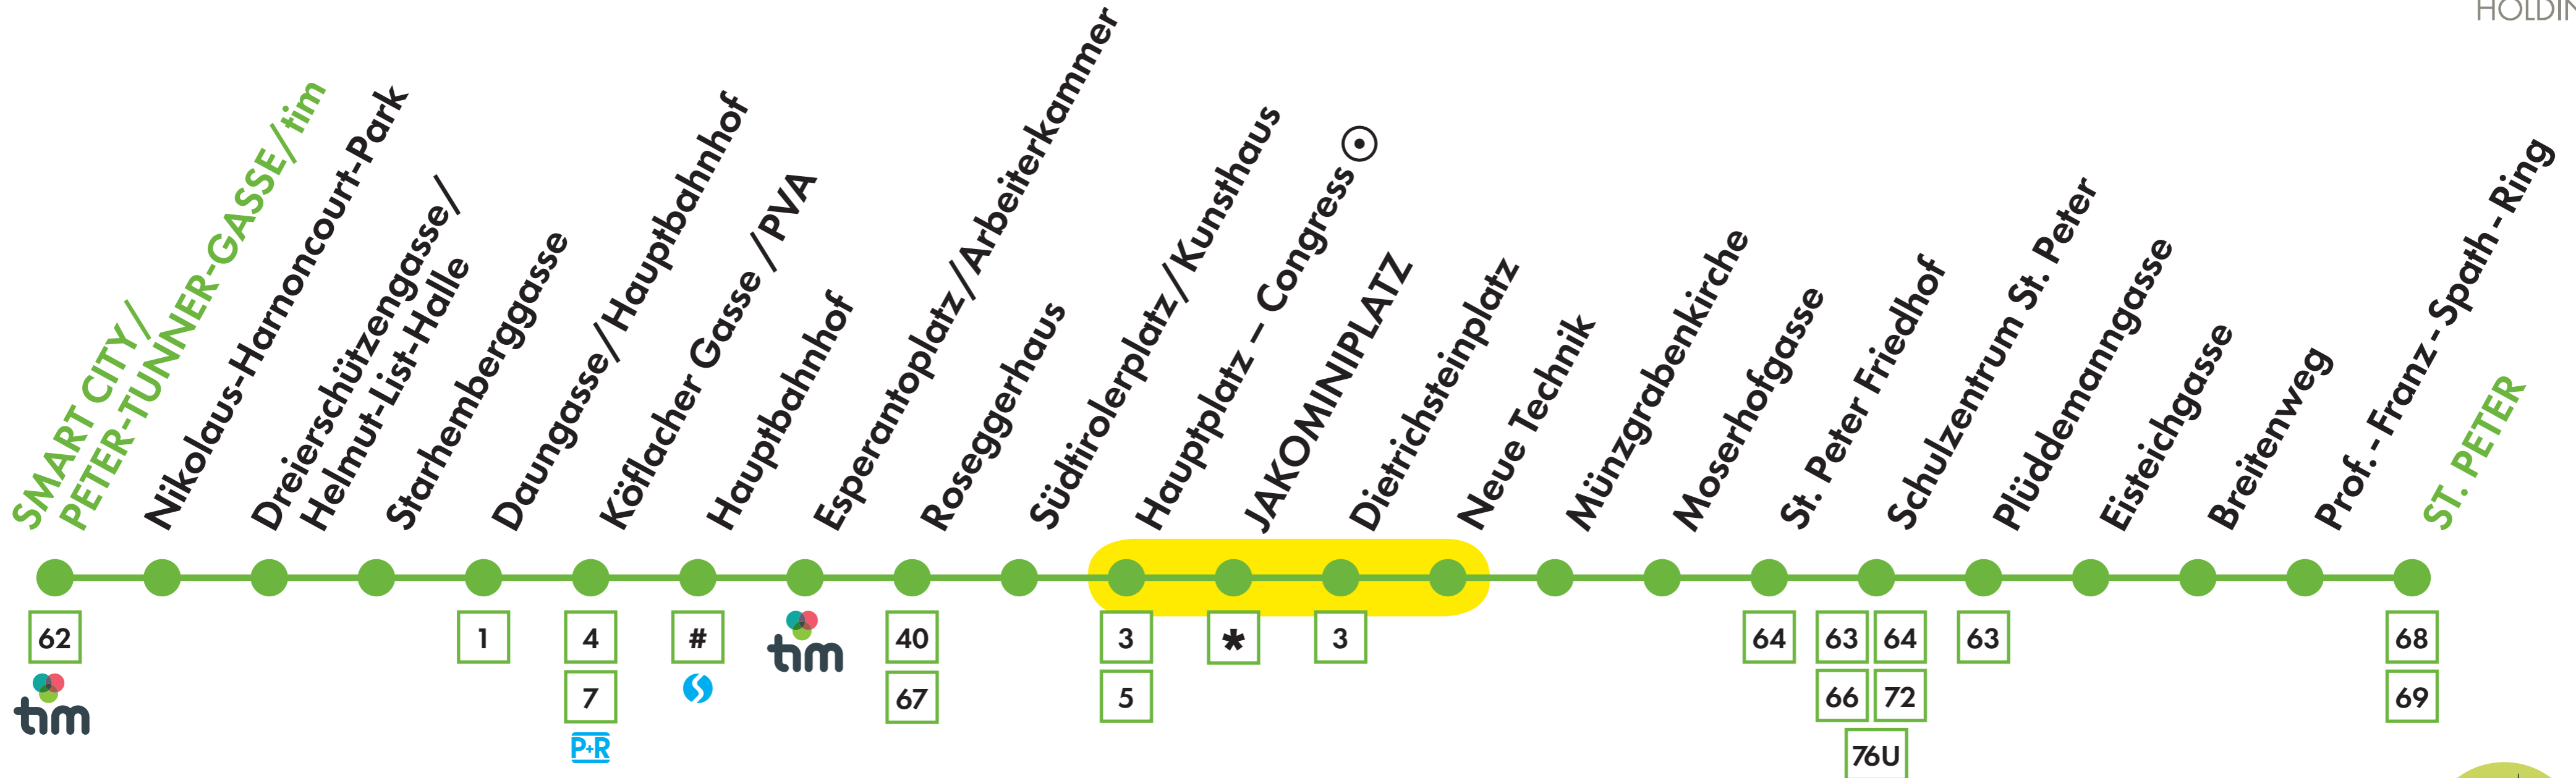 HOLDIN
SMART CITY/
PETER-TUNNER-GASSE/tim
Nikolaus-Harnoncourt-Park
Dreierschützengasse/
Helmut-List-Halle
Starhemberggasse
Daungasse/Hauptbahnhof
Köflacher Gasse /PVA
Hauptbahnhof
Esperantoplatz/Arbeiterkammer
Roseggerhaus
Südtirolerplatz/Kunsthaus
Hauptplatz – Congress
JAKOMINIPLATZ
Dietrichsteinplatz
Neue Technik
Münzgrabenkirche
Moserhofgasse
St. Peter Friedhof
Schulzentrum St. Peter
Plüddemanngasse
Eisteichgasse
Breitenweg
Prof.-Franz-Spath-Ring
ST. PETER
62
tim
1
4
7
P+R
#
S
tim
40
67
3
5
*
3
64
63 64
66 72
76U
63
68
69